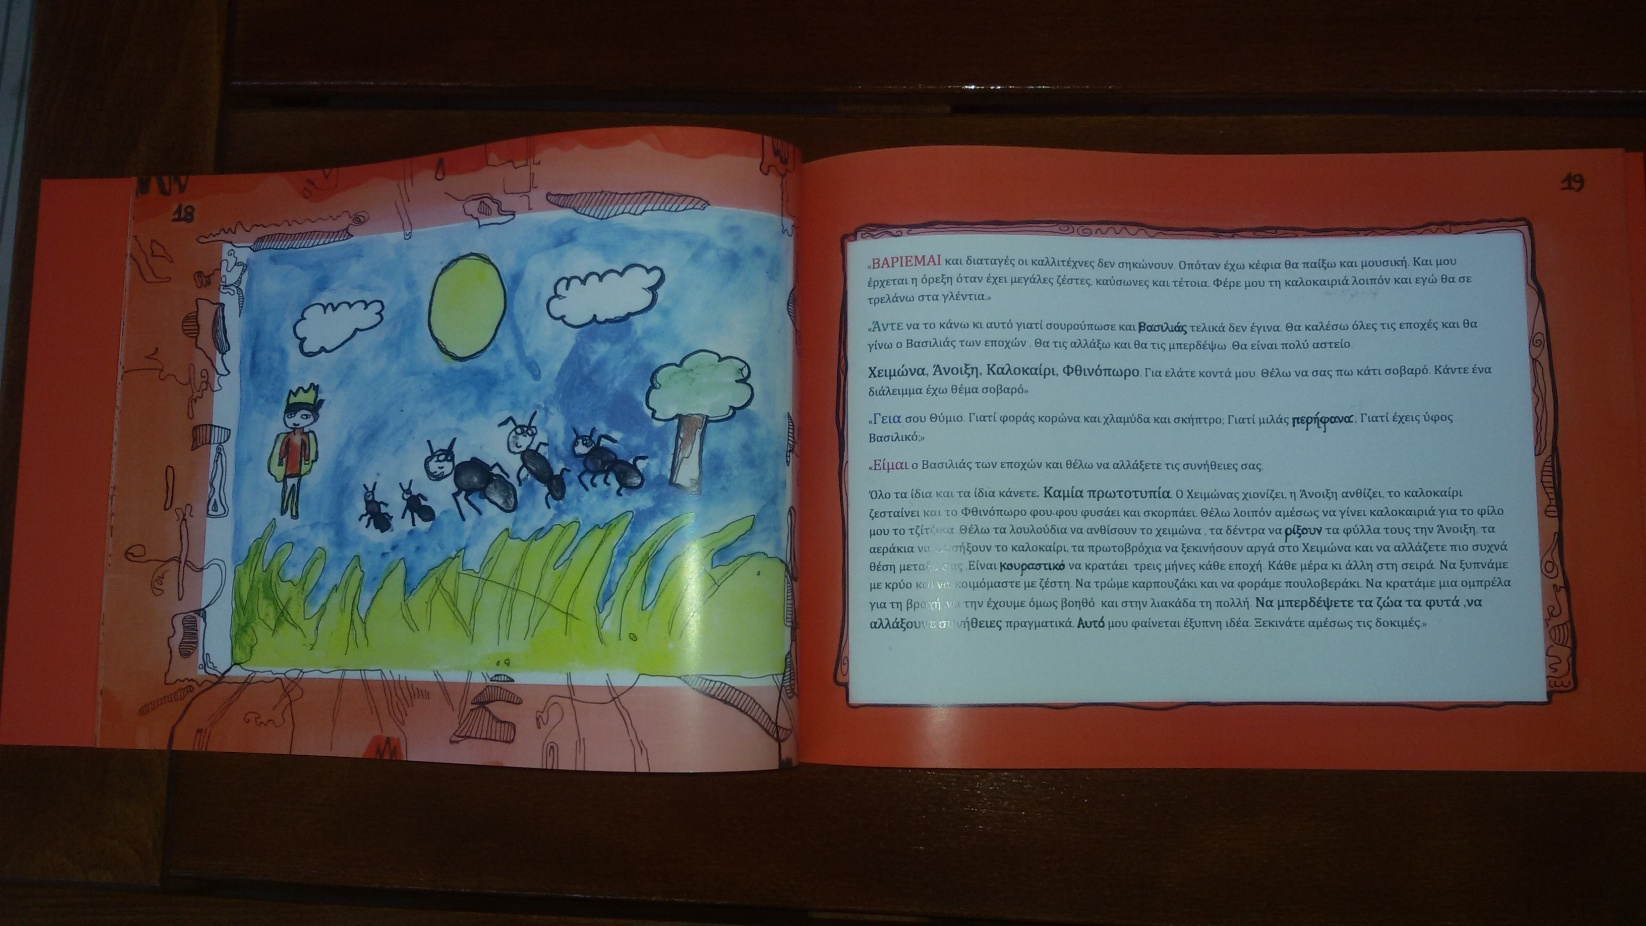 18
19
«ΒΑΡΙΕΜΑΙ και διαταγές οι καλλιτέχνες δεν σηκώνουν. Οπόταν έχω κέφια θα παίξω και μουσική. Και μου
έρχεται η όρεξη όταν έχει μεγάλες ζέστες, καύσωνες και τέτοια. Φέρε μου τη καλοκαιριά λοιπόν και εγώ θα σε
τρελάνω στα γλέντια.»
«Άντε να το κάνω κι αυτό γιατί σουρούπωσε και βασιλιάς τελικά δεν έγινα. Θα καλέσω όλες τις εποχές και θα
γίνω ο Βασιλιάς των εποχών . Θα τις αλλάξω και θα τις μπερδέψω. Θα είναι πολύ αστείο.
Χειμώνα, Άνοιξη, Καλοκαίρι, Φθινόπωρο. Για ελάτε κοντά μου. Θέλω να σας πω κάτι σοβαρό. Κάντε ένα
διάλειμμα έχω θέμα σοβαρό»
«Γεια σου Θύμιο. Γιατί φοράς κορώνα και χλαμύδα και σκήπτρο; Γιατί μιλάς περήφανα; Γιατί έχεις ύφος
Βασιλικό;»
«Είμαι ο Βασιλιάς των εποχών και θέλω να αλλάξετε τις συνήθειες σας.
Όλο τα ίδια και τα ίδια κάνετε. Καμία πρωτοτυπία. Ο Χειμώνας χιονίζει, η Άνοιξη ανθίζει, το καλοκαίρι
ζεσταίνει και το Φθινόπωρο φου-φου φυσάει και σκορπάει. Θέλω λοιπόν αμέσως να γίνει καλοκαιριά για το φίλο
μου το τζίτζικα. Θέλω τα λουλούδια να ανθίσουν το χειμώνα , τα δέντρα να ρίξουν τα φύλλα τους την Άνοιξη, τα
αεράκια να το καλοκαίρι, τα πρωτοβρόχια να ξεκινήσουν αργά στο Χειμώνα και να αλλάζετε πιο συχνά
θέση μεταξύ σας. Είναι κουραστικό να κρατάει τρεις μήνες κάθε εποχή. Κάθε μέρα κι άλλη στη σειρά. Να ξυπνάμε
με κρύο και να κοιμόμαστε με ζέστη. Να τρώμε καρπουζάκι και να φοράμε πουλοβεράκι. Να κρατάμε μια ομπρέλα
για τη βροχή να την έχουμε όμως βοηθό και στην λιακάδα τη πολλή. Να μπερδέψετε τα ζώα τα φυτά ,να
αλλάξουνε συνήθειες πραγματικά. Αυτό μου φαίνεται έξυπνη ιδέα. Ξεκινάτε αμέσως τις δοκιμές.»